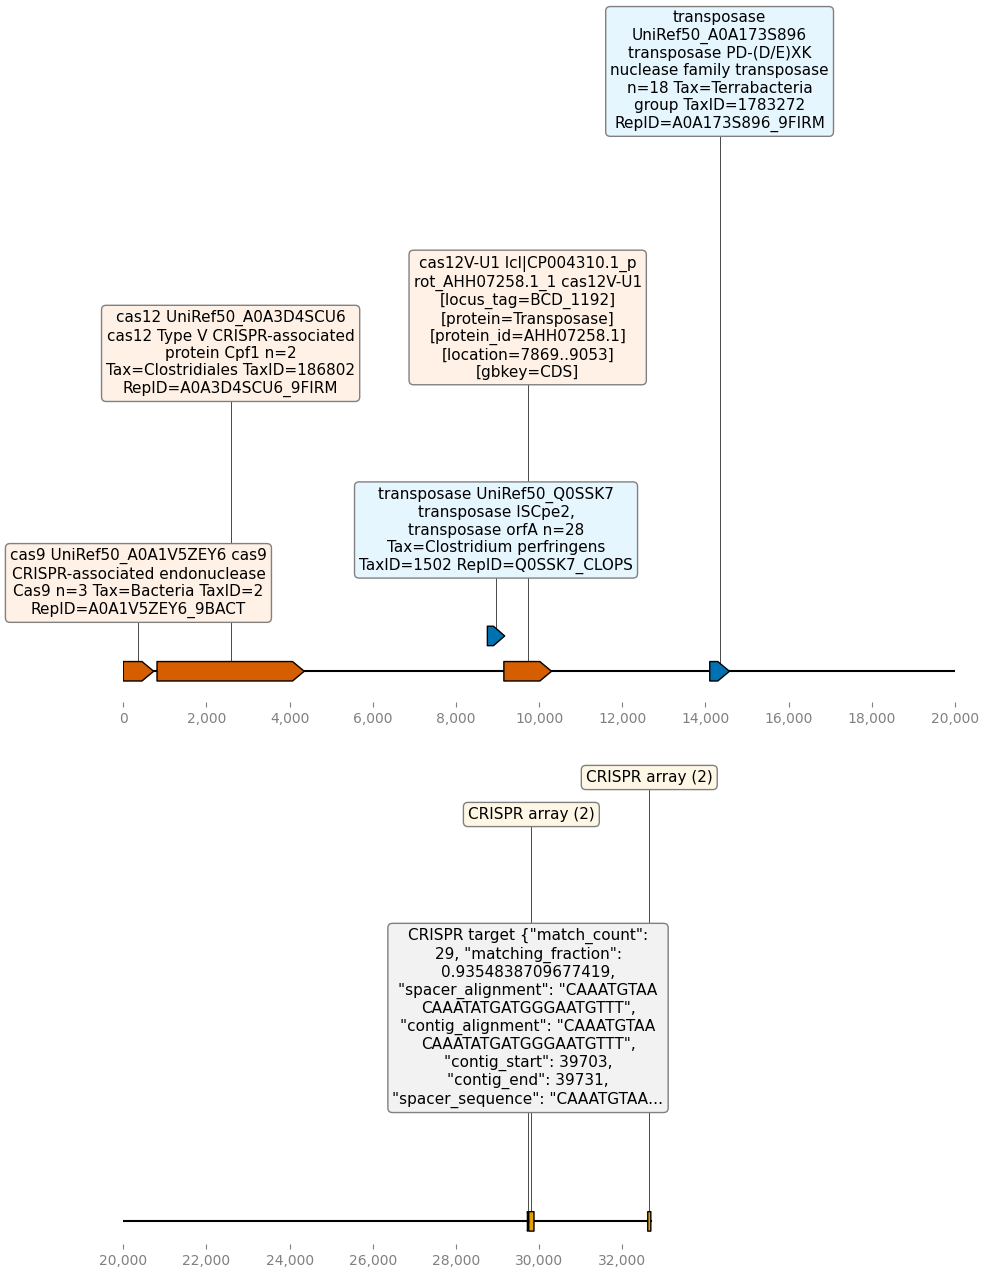 transposase
UniRef50_A0A173S896
transposase PD-(D/E)XK
nuclease family transposase
n=18 Tax=Terrabacteria
group TaxID=1783272
RepID=A0A173S896_9FIRM
cas12V-U1 lcl|CP004310.1_p
rot_AHH07258.1_1 cas12V-U1
[locus_tag=BCD_1192]
[protein=Transposase]
[protein_id=AHH07258.1]
[location=7869..9053]
[gbkey=CDS]
cas12 UniRef50_A0A3D4SCU6
cas12 Type V CRISPR-associated
protein Cpf1 n=2
Tax=Clostridiales TaxID=186802
RepID=A0A3D4SCU6_9FIRM
transposase UniRef50_Q0SSK7
transposase ISCpe2,
transposase orfA n=28
Tax=Clostridium perfringens
TaxID=1502 RepID=Q0SSK7_CLOPS
cas9 UniRef50_A0A1V5ZEY6 cas9
CRISPR-associated endonuclease
Cas9 n=3 Tax=Bacteria TaxID=2
RepID=A0A1V5ZEY6_9BACT
0 2,000 4,000 6,000 8,000 10,000 12,000 14,000 16,000 18,000 20,000
CRISPR array (2)
CRISPR array (2)
CRISPR target {"match_count":
29, "matching_fraction":
0.9354838709677419,
"spacer_alignment": "CAAATGTAA
CAAATATGATGGGAATGTTT",
"contig_alignment": "CAAATGTAA
CAAATATGATGGGAATGTTT",
"contig_start": 39703,
"contig_end": 39731,
"spacer_sequence": "CAAATGTAA...
20,000 22,000 24,000 26,000 28,000 30,000 32,000